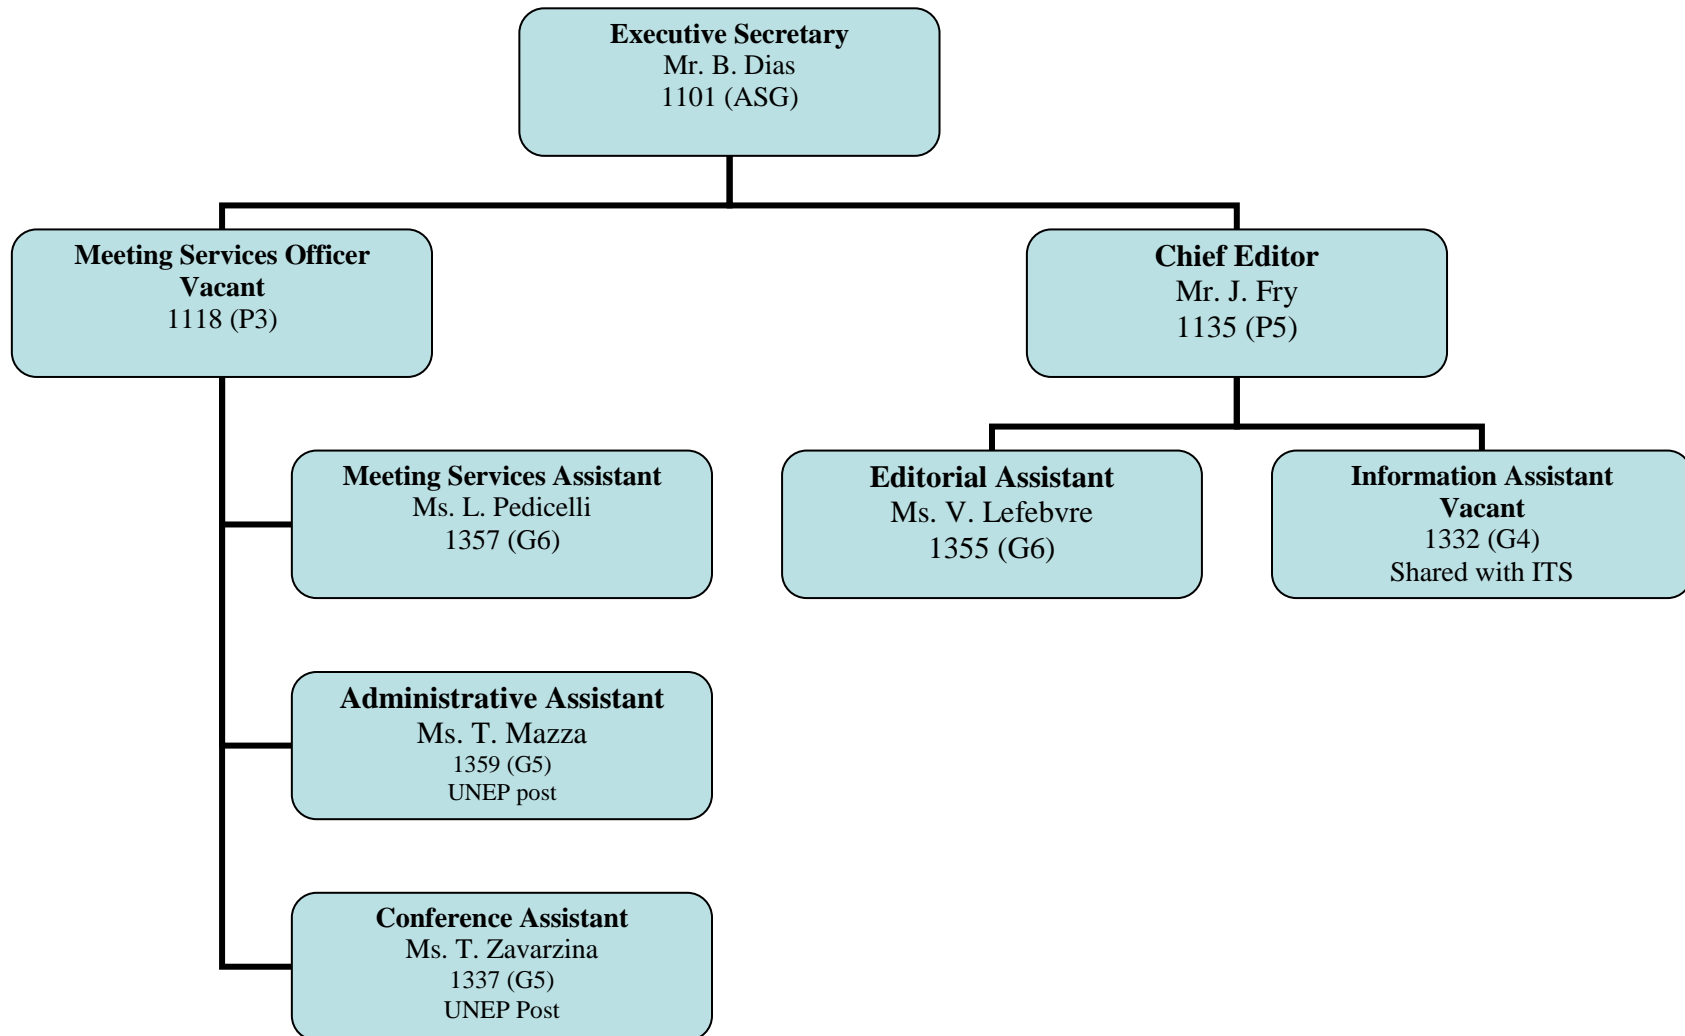 Executive Secretary
Mr. B. Dias
1101 (ASG)
Meeting Services Officer
Vacant
1118 (P3)
Chief Editor
Mr. J. Fry
1135 (P5)
Meeting Services Assistant
Ms. L. Pedicelli
1357 (G6)
Editorial Assistant
Ms. V. Lefebvre
1355 (G6)
Information Assistant
Vacant
1332 (G4)
Shared with ITS
Administrative Assistant
Ms. T. Mazza
1359 (G5)
UNEP post
Conference Assistant
Ms. T. Zavarzina
1337 (G5)
UNEP Post